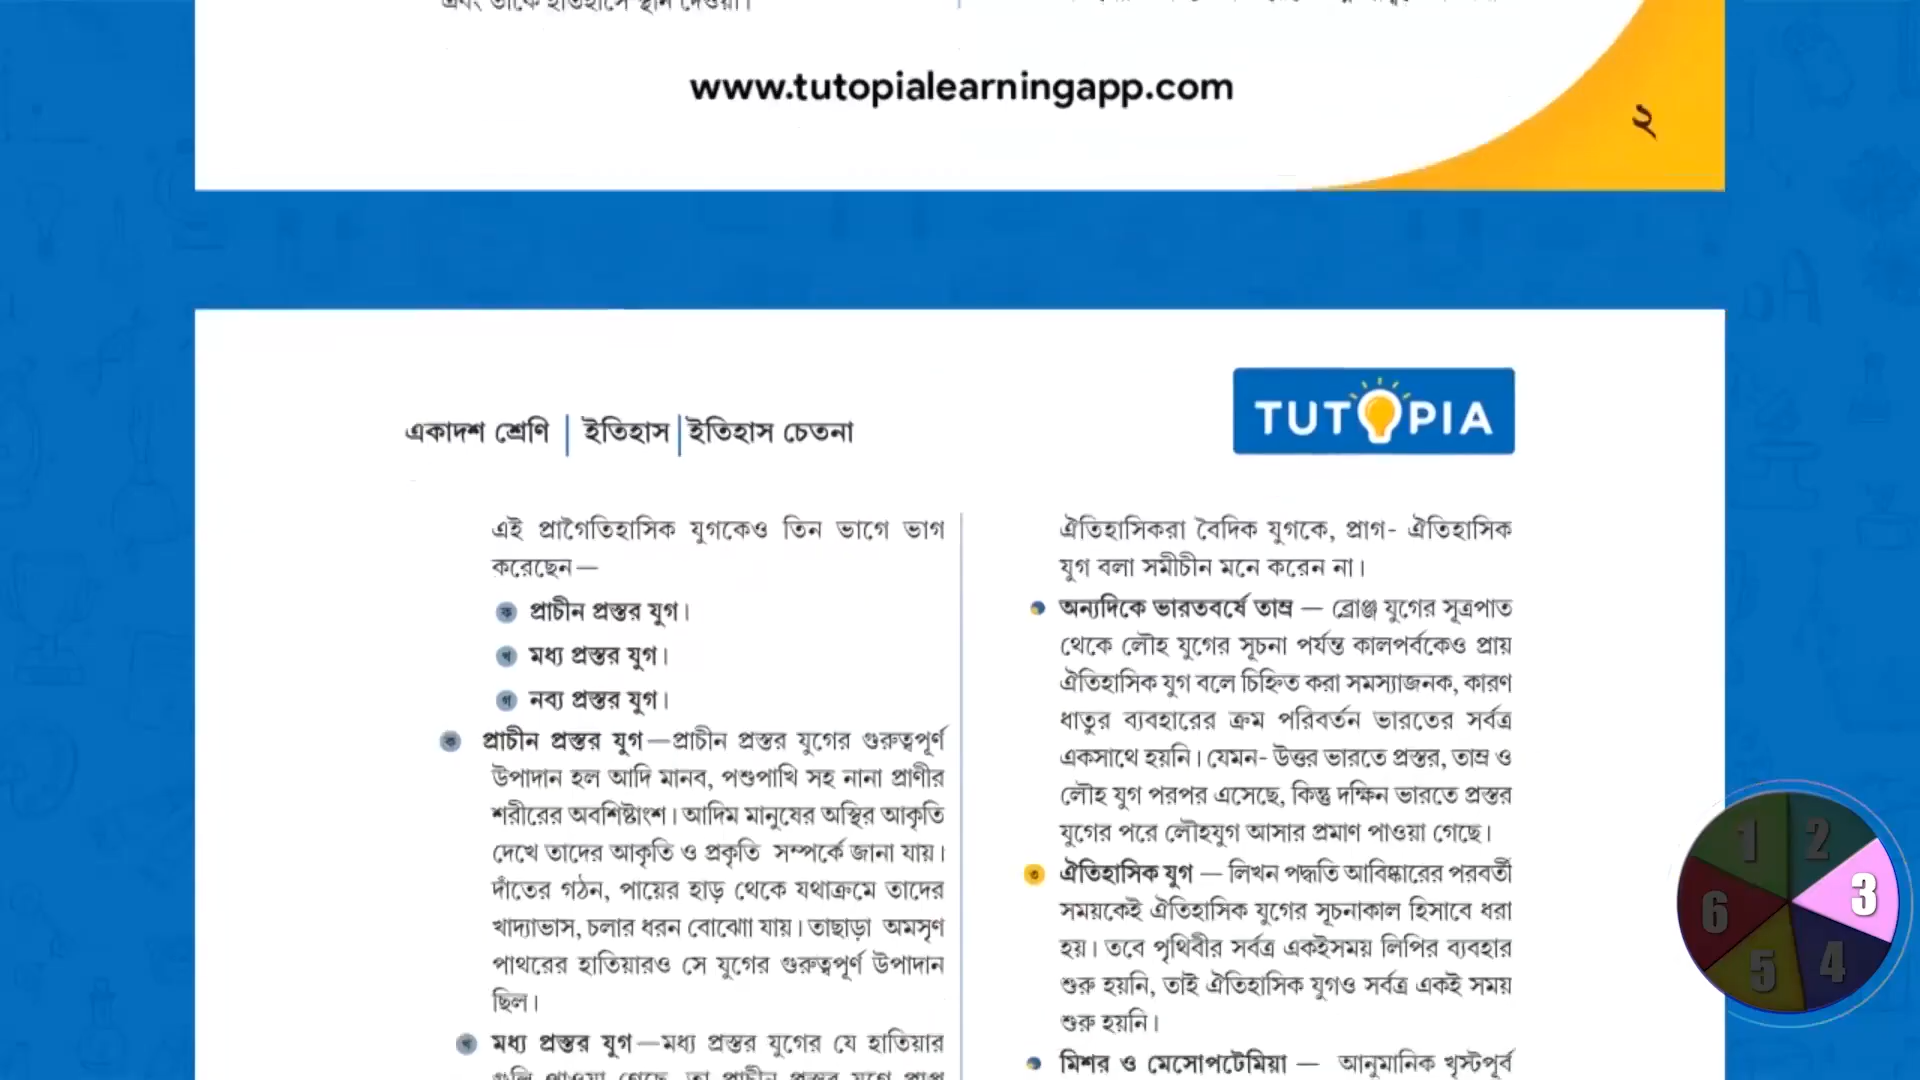 www.tutopialearningapp.com
২
একাদশ শ্রেণি | ইতিহাস | ইতিহাস চেতনা
TUTOPIA
এই প্রাগৈতিহাসিক যুগকেও তিন ভাগে ভাগ
করেছেন—
ক প্রাচীন প্রস্তর যুগ।
খ মধ্য প্রস্তর যুগ।
গ নব্য প্রস্তর যুগ।
ক প্রাচীন প্রস্তর যুগ—প্রাচীন প্রস্তর যুগের গুরুত্বপূর্ণ
উপাদান হল আদি মানব, পশুপাখি সহ নানা প্রাণীর
শরীরের অবশিষ্টাংশ। আদিম মানুষের অস্থির আকৃতি
দেখে তাদের আকৃতি ও প্রকৃতি সম্পর্কে জানা যায়।
দাঁতের গঠন, পায়ের হাড় থেকে যথাক্রমে তাদের
খাদ্যাভাস, চলার ধরন বোঝাো যায়। তাছাড়া অমসৃণ
পাথরের হাতিয়ারও সে যুগের গুরুত্বপূর্ণ উপাদান
ছিল।
খ মধ্য প্রস্তর যুগ—মধ্য প্রস্তর যুগের যে হাতিয়ার
ঐতিহাসিকরা বৈদিক যুগকে, প্রাগ- ঐতিহাসিক
যুগ বলা সমীচীন মনে করেন না।
অন্যদিকে ভারতবর্ষে তাম্র — ব্রোঞ্জ যুগের সূত্রপাত
থেকে লৌহ যুগের সূচনা পর্যন্ত কালপর্বকেও প্রায়
ঐতিহাসিক যুগ বলে চিহ্নিত করা সমস্যাজনক, কারণ
ধাতুর ব্যবহারের ক্রম পরিবর্তন ভারতের সর্বত্র
একসাথে হয়নি। যেমন- উত্তর ভারতে প্রস্তর, তাম্র ও
লৌহ যুগ পরপর এসেছে, কিন্তু দক্ষিন ভারতে প্রস্তর
যুগের পরে লৌহযুগ আসার প্রমাণ পাওয়া গেছে।
৩ ঐতিহাসিক যুগ — লিখন পদ্ধতি আবিষ্কারের পরবর্তী
সময়কেই ঐতিহাসিক যুগের সূচনাকাল হিসাবে ধরা
হয়। তবে পৃথিবীর সর্বত্র একইসময় লিপির ব্যবহার
শুরু হয়নি, তাই ঐতিহাসিক যুগও সর্বত্র একই সময়
শুরু হয়নি।
মিশর ও মেসোপটেমিয়া — আনুমানিক খৃস্টপূর্ব
1
2
3
4
5
6